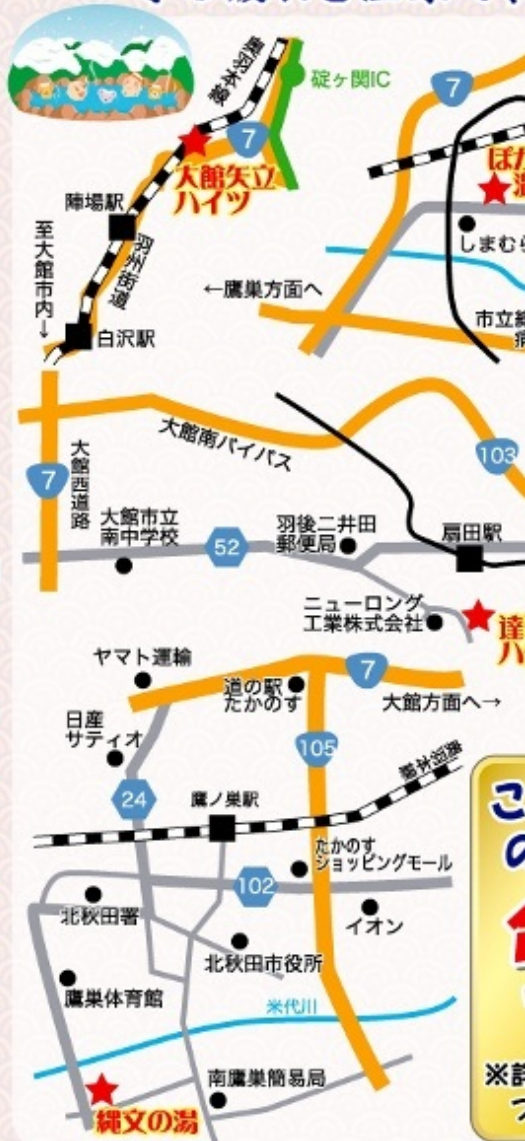 奥羽本線
碇ヶ関IC
7
7
大館矢立
ハイツ
陣場駅
羽州街道
至大館市内↓
白沢駅
←鷹巣方面へ
しまむら
市立総
大館南バイパス
103
7
大館西道路
大館市立
南中学校
52
羽後二井田
郵便局
扇田駅
ニューロング
工業株式会社
達
ハ
ヤマト運輸
道の駅
たかのす
7
大館方面へ→
日産
サティオ
105
奥羽本線
24
鷹ノ巣駅
たかのす
ショッピングモール
102
北秋田署
イオン
北秋田市役所
鷹巣体育館
米代川
南鷹巣簡易局
縄文の湯
の